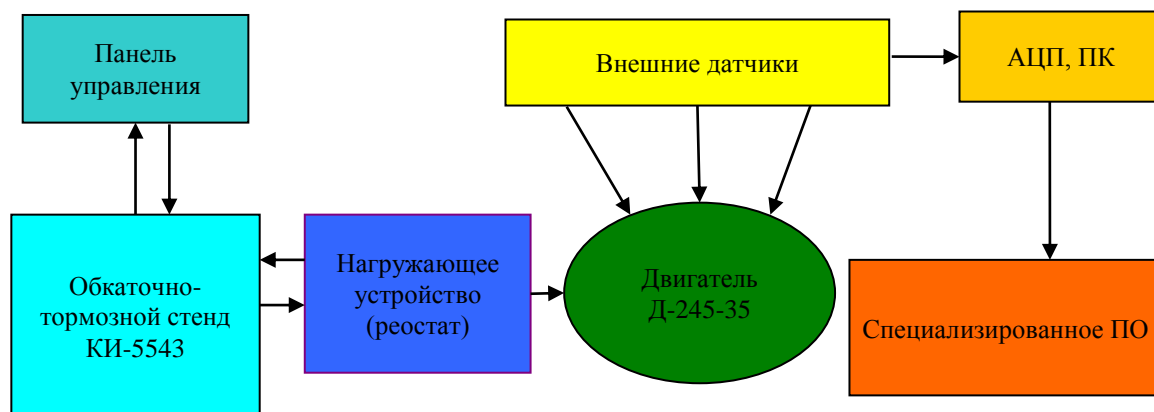 Панель
управления
Внешние датчики
АЦП, ПК
Обкаточно-
тормозной стенд
КИ-5543
Нагружающее
устройство
(реостат)
Двигатель
Д-245-35
Специализированное ПО